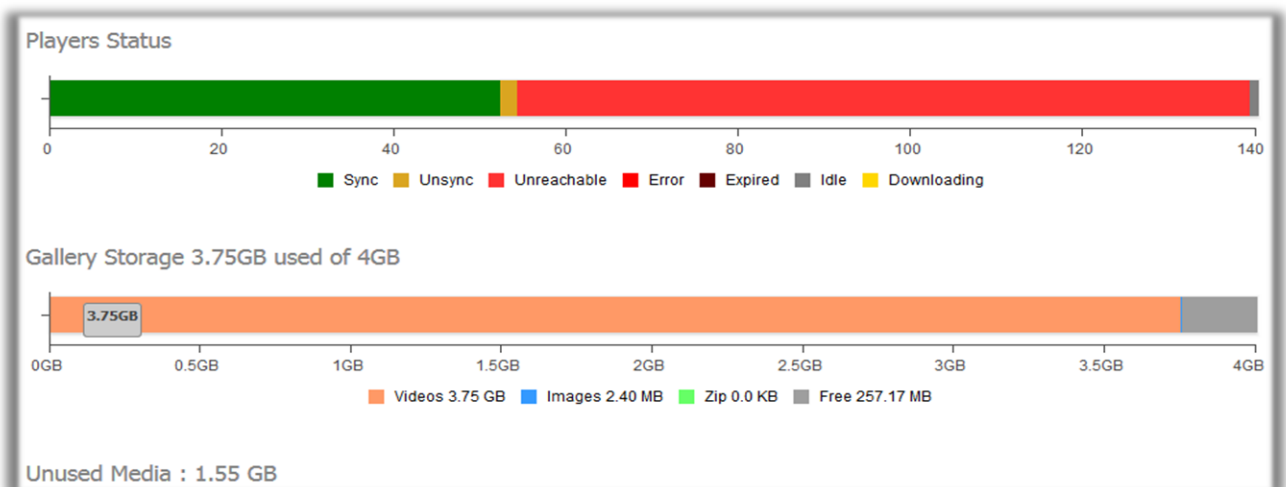 Players Status
0 20 40 60 80 100 120 140
Sync Unsync Unreachable Error Expired Idle Downloading
Gallery Storage 3.75GB used of 4GB
3.75GB
0GB 0.5GB 1GB 1.5GB 2GB 2.5GB 3GB 3.5GB 4GB
Videos 3.75 GB Images 2.40 MB Zip 0.0 KB Free 257.17 MB
Unused Media : 1.55 GB